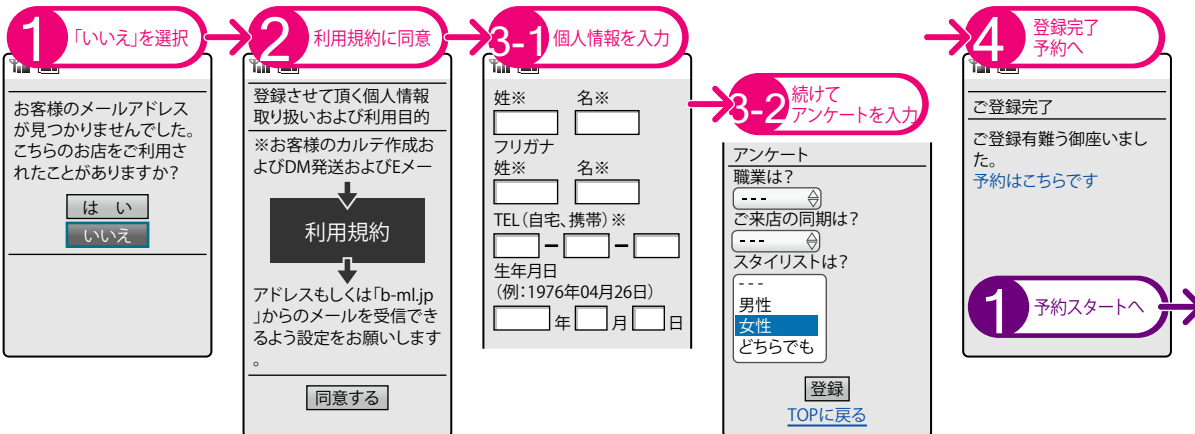 1 「いいえ」を選択
お客様のメールアドレス
が見つかりませんでした。
こちらのお店をご利用さ
れたことがありますか?
は い
いいえ
2 利用規約に同意
登録させて頂く個人情報
取り扱いおよび利用目的
※お客様のカルテ作成お
よびDM発送およびEメー
利用規約
アドレスもしくは「b-ml.jp
」からのメールを受信でき
るよう設定をお願いします
。
同意する
3-1 個人情報を入力
姓※ 名※
フリガナ
姓※ 名※
TEL(自宅、携帯)※
生年月日
(例:1976年04月26日)
年 月 日
3-2 続けて
アンケートを入力
アンケート
職業は?
---
ご来店の同期は?
---
スタイリストは?
---
男性
女性
どちらでも
登録
TOPに戻る
4 登録完了
予約へ
ご登録完了
ご登録有難う御座いまし
た。
予約はこちらです
1 予約スタートへ